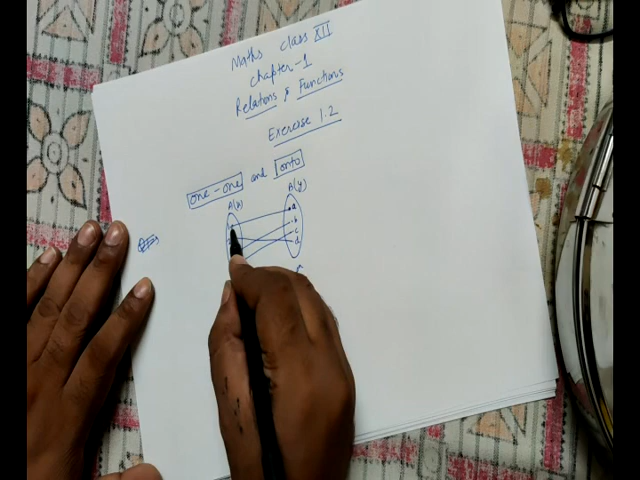 Maths class XII
Chapter-1
Relations & Functions
Exercise 1.2
one-one and onto
A(x) A(y)
a
b
c
d